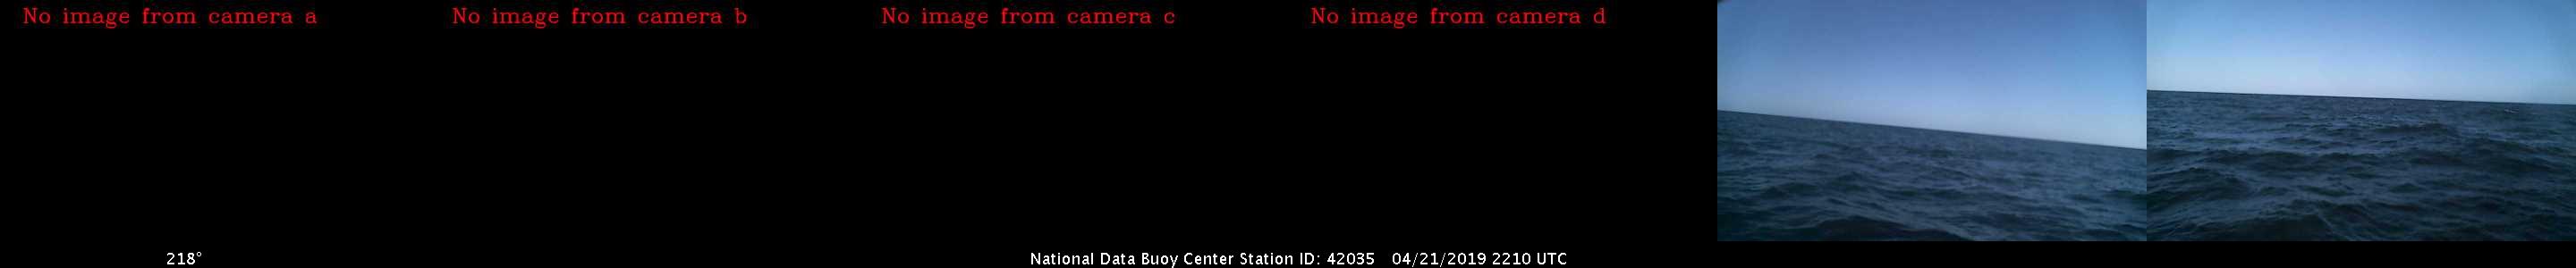 No image from camera a
No image from camera b
No image from camera c
No image from camera d
218°
National Data Buoy Center Station ID: 42035 04/21/2019 2210 UTC